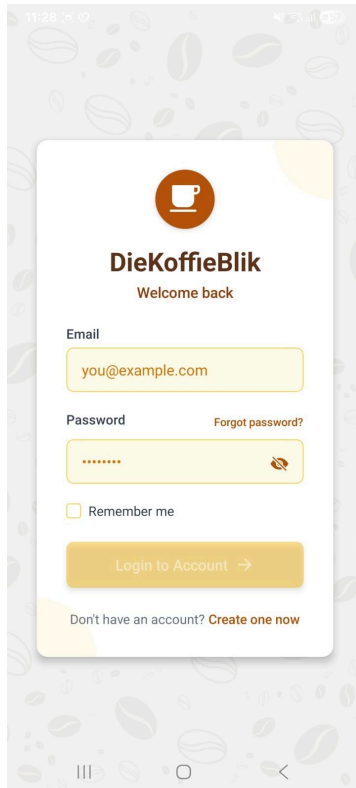 11:28
DieKoffieBlik
Welcome back
Email
you@example.com
Password
Forgot password?
Remember me
Login to Account →
Don't have an account? Create one now